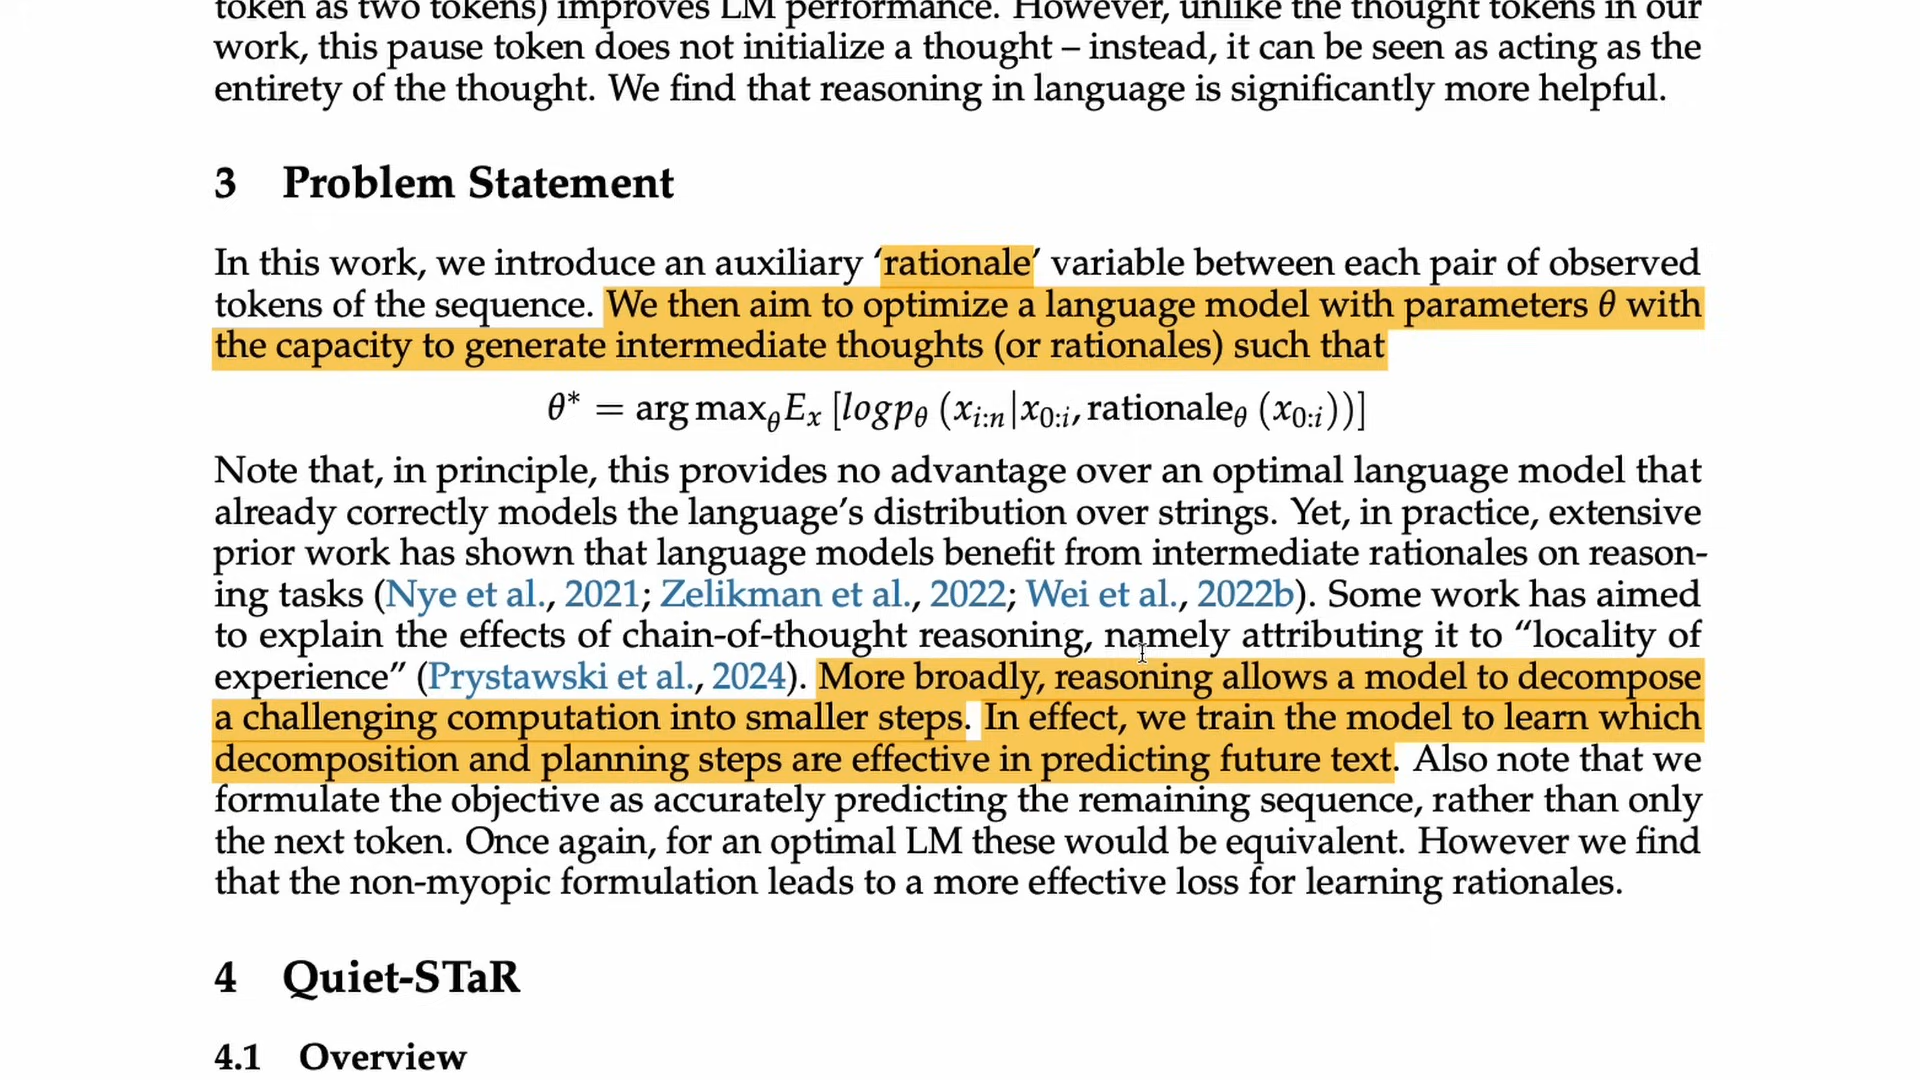 token as two tokens) improves LM performance. However, unlike the thought tokens in our
work, this pause token does not initialize a thought – instead, it can be seen as acting as the
entirety of the thought. We find that reasoning in language is significantly more helpful.
3 Problem Statement
In this work, we introduce an auxiliary ‘rationale’ variable between each pair of observed
tokens of the sequence. We then aim to optimize a language model with parameters θ with
the capacity to generate intermediate thoughts (or rationales) such that
θ* = arg maxθ Ex [logpθ (xi:n|x0:i, rationaleθ (x0:i))]
Note that, in principle, this provides no advantage over an optimal language model that
already correctly models the language’s distribution over strings. Yet, in practice, extensive
prior work has shown that language models benefit from intermediate rationales on reason-
ing tasks (Nye et al., 2021; Zelikman et al., 2022; Wei et al., 2022b). Some work has aimed
to explain the effects of chain-of-thought reasoning, namely attributing it to “locality of
experience” (Prystawski et al., 2024). More broadly, reasoning allows a model to decompose
a challenging computation into smaller steps. In effect, we train the model to learn which
decomposition and planning steps are effective in predicting future text. Also note that we
formulate the objective as accurately predicting the remaining sequence, rather than only
the next token. Once again, for an optimal LM these would be equivalent. However we find
that the non-myopic formulation leads to a more effective loss for learning rationales.
4 Quiet-STaR
4.1 Overview